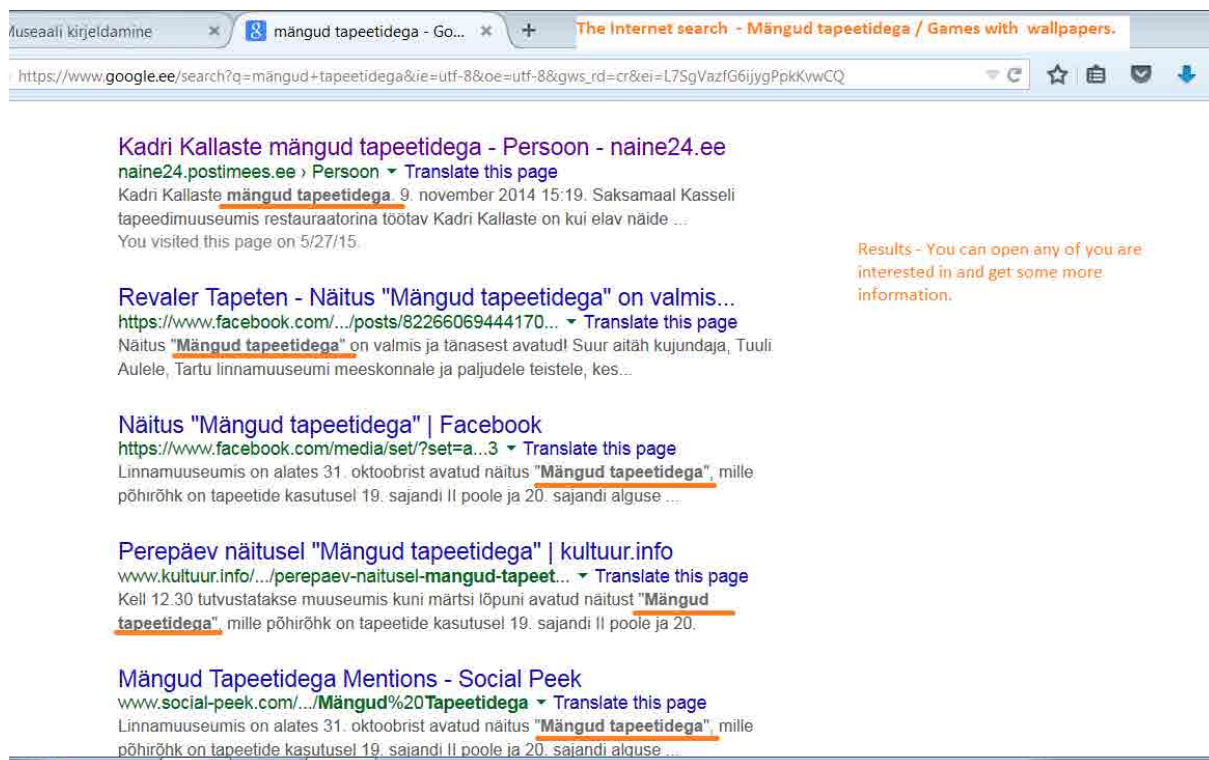 Museaali kirjeldamine
mängud tapeetidega - Go...
The Internet search - Mängud tapeetidega / Games with wallpapers.
https://www.google.ee/search?q=mängud+tapeetidega&ie=utf-8&oe=utf-8&gws_rd=cr&ei=L7SgVazfG6ijygPpkKvwCQ
Kadri Kallaste mängud tapeetidega - Persoon - naine24.ee
naine24.postimees.ee › Persoon Translate this page
Kadri Kallaste mängud tapeetidega. 9. november 2014 15:19. Saksamaal Kasseli
tapeedimuuseumis restauraatorina töötav Kadri Kallaste on kui elav näide ...
You visited this page on 5/27/15.
Results - You can open any of you are
interested in and get some more
information.
Revaler Tapeten - Näitus "Mängud tapeetidega" on valmis...
https://www.facebook.com/.../posts/82266069444170... Translate this page
Näitus "Mängud tapeetidega" on valmis ja tänasest avatud! Suur aitäh kujundaja, Tuuli
Aulele, Tartu linnamuuseumi meeskonnale ja paljudele teistele, kes...
Näitus "Mängud tapeetidega" | Facebook
https://www.facebook.com/media/set/?set=a...3 Translate this page
Linnamuuseumis on alates 31. oktoobrist avatud näitus "Mängud tapeetidega", mille
põhirõhk on tapeetide kasutusel 19. sajandi II poole ja 20. sajandi alguse ...
Perepäev näitusel "Mängud tapeetidega" | kultuur.info
www.kultuur.info/.../perepaev-naitusel-mangud-tapeet... Translate this page
Kell 12.30 tutvustatakse muuseumis kuni märtsi lõpuni avatud näitust "Mängud
tapeetidega", mille põhirõhk on tapeetide kasutusel 19. sajandi II poole ja 20.
Mängud Tapeetidega Mentions - Social Peek
www.social-peek.com/.../Mängud%20Tapeetidega Translate this page
Linnamuuseumis on alates 31. oktoobrist avatud näitus "Mängud tapeetidega", mille
põhirõhk on tapeetide kasutusel 19. sajandi II poole ja 20. sajandi alguse ...